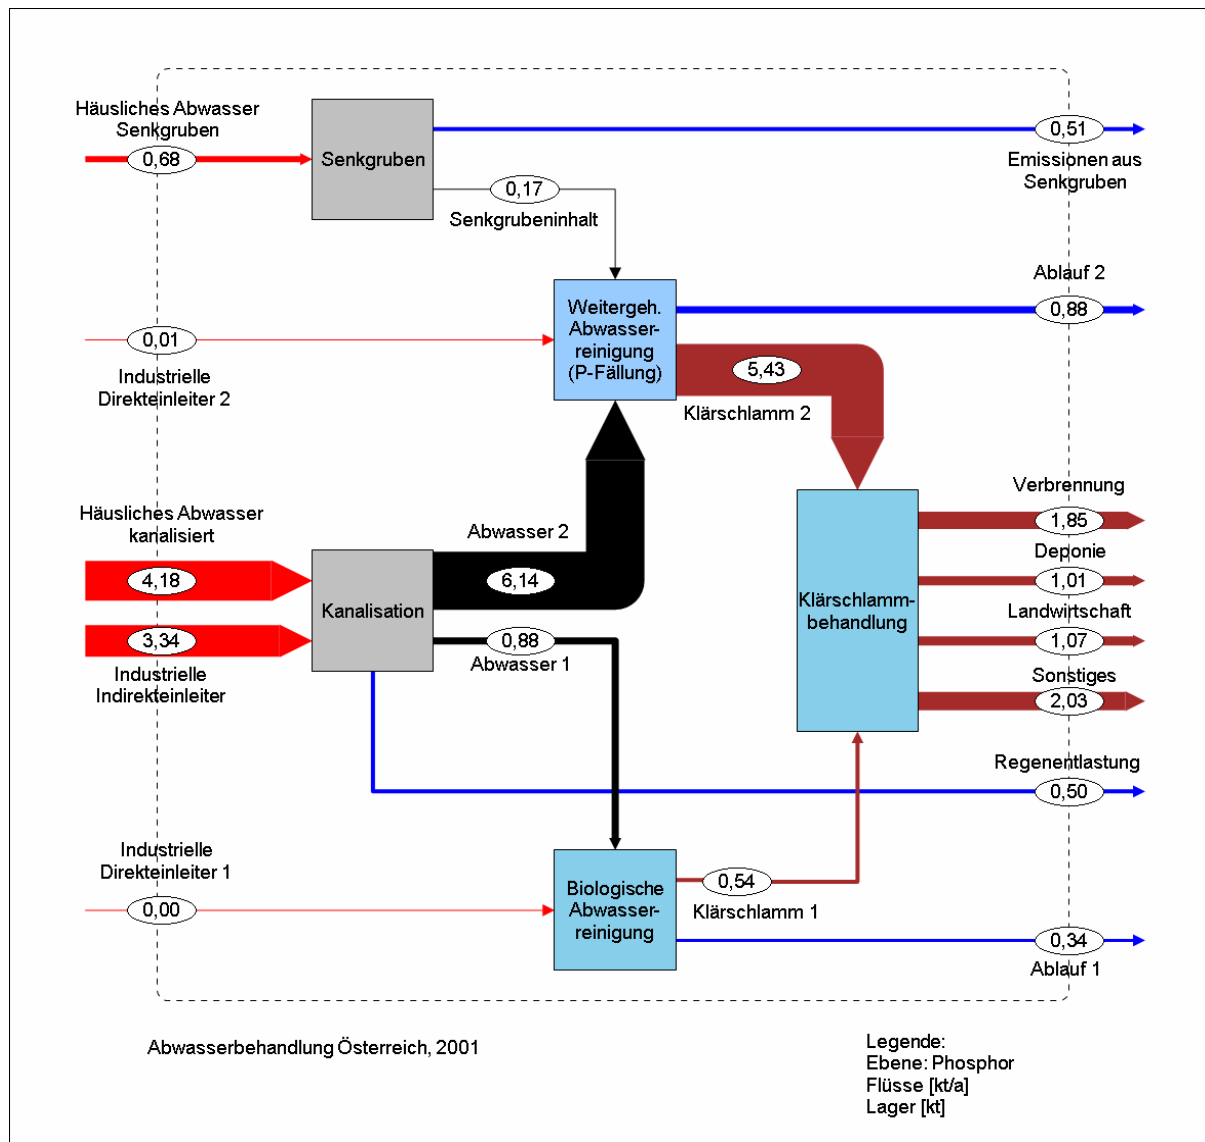 Häusliches Abwasser
Senkgruben
0,68
Senkgruben
0,51
Emissionen aus
Senkgruben
0,17
Senkgrubeninhalt
Ablauf 2
0,88
Weitergeh.
Abwasser-
reinigung
(P-Fällung)
0,01
Industrielle
Direkteinleiter 2
5,43
Klärschlamm 2
Häusliches Abwasser
kanalisiert
4,18
3,34
Industrielle
Indirekteinleiter
Kanalisation
Abwasser 2
6,14
0,88
Abwasser 1
Klärschlamm-
behandlung
Verbrennung
1,85
Deponie
1,01
Landwirtschaft
1,07
Sonstiges
2,03
Regenentlastung
0,50
Industrielle
Direkteinleiter 1
0,00
Biologische
Abwasser-
reinigung
0,54
Klärschlamm 1
0,34
Ablauf 1
Abwasserbehandlung Österreich, 2001
Legende:
Ebene: Phosphor
Flüsse [kt/a]
Lager [kt]